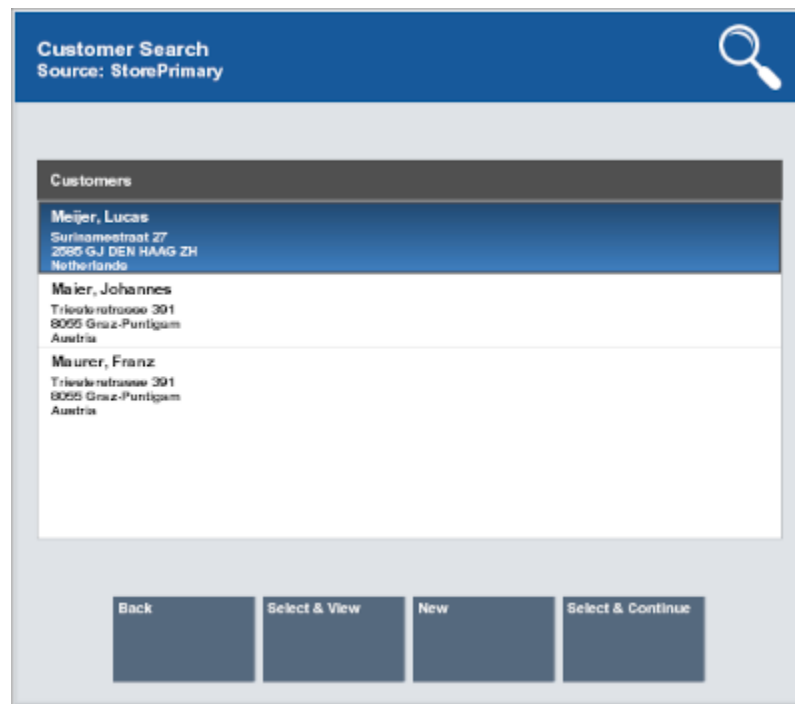 Customer Search
Source: StorePrimary
Customers
Meijer, Lucas
Surinamestraat 27
2585 GJ DEN HAAG ZH
Netherlands
Maier, Johannes
Triesterstrasse 391
8055 Graz-Puntigam
Austria
Maurer, Franz
Triesterstrasse 391
8055 Graz-Puntigam
Austria
Back
Select & View
New
Select & Continue